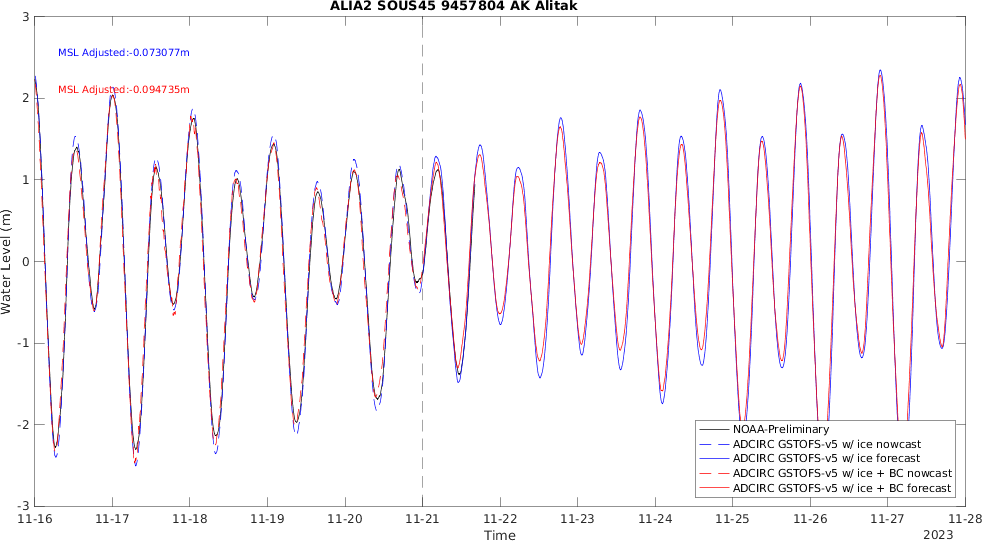 ALIA2 SOUS45 9457804 AK Alitak
MSL Adjusted:-0.073077m
MSL Adjusted:-0.094735m
Water Level (m)
3
2
1
0
-1
-2
-3
NOAA-Preliminary
ADCIRC GSTOFS-v5 w/ ice nowcast
ADCIRC GSTOFS-v5 w/ ice forecast
ADCIRC GSTOFS-v5 w/ ice + BC nowcast
ADCIRC GSTOFS-v5 w/ ice + BC forecast
11-16 11-17 11-18 11-19 11-20 11-21 11-22 11-23 11-24 11-25 11-26 11-27 11-28
Time
2023